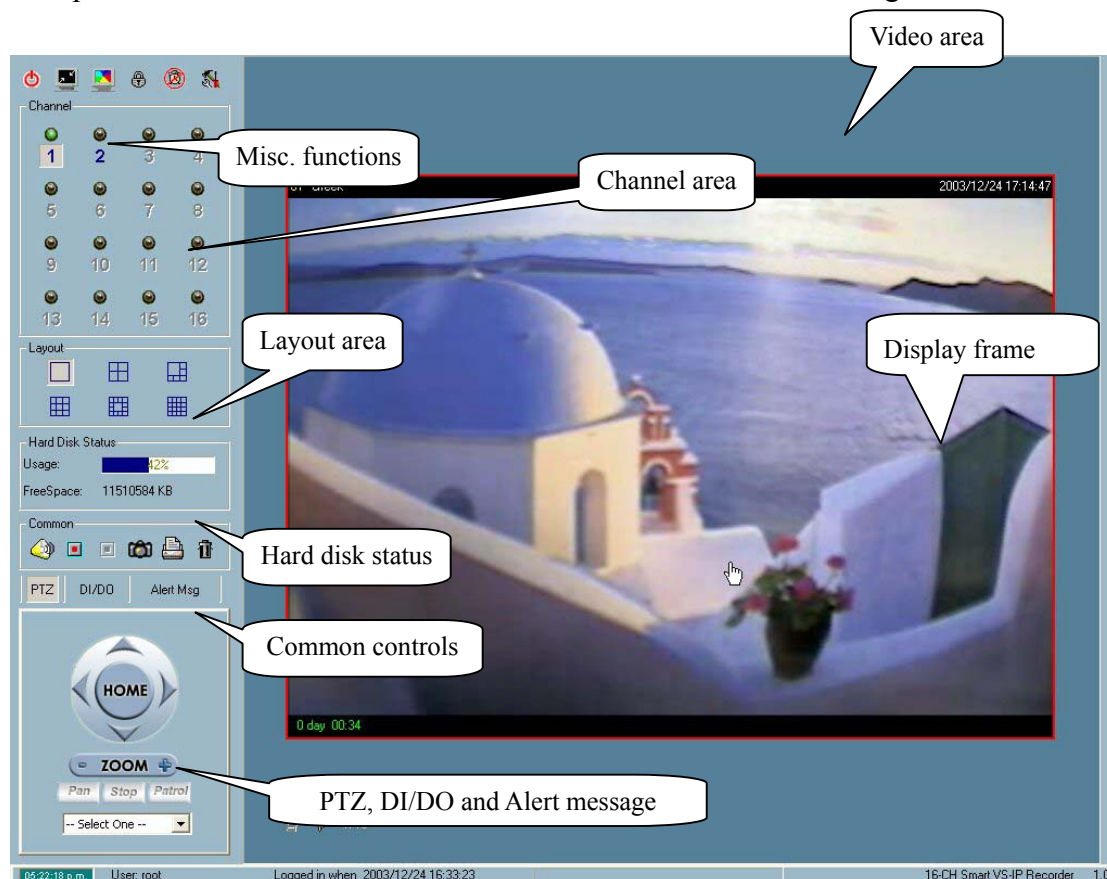 Video area
Channel
1 2 3 4
Misc. functions
Channel area
2003/12/24 17:14:47
5 6 7 8
9 10 11 12
13 14 15 16
Layout
Layout area
Display frame
Hard Disk Status
Usage: 42%
FreeSpace: 11510584 KB
Common
Hard disk status
PTZ DI/DO Alert Msg
Common controls
HOME
0 day 00:34
ZOOM
Pan Stop Patrol
PTZ, DI/DO and Alert message
-- Select One --
05:22:18 p.m. User: root Logged in when 2003/12/24 16:33:23 16-CH Smart VS-IP Recorder 1.0